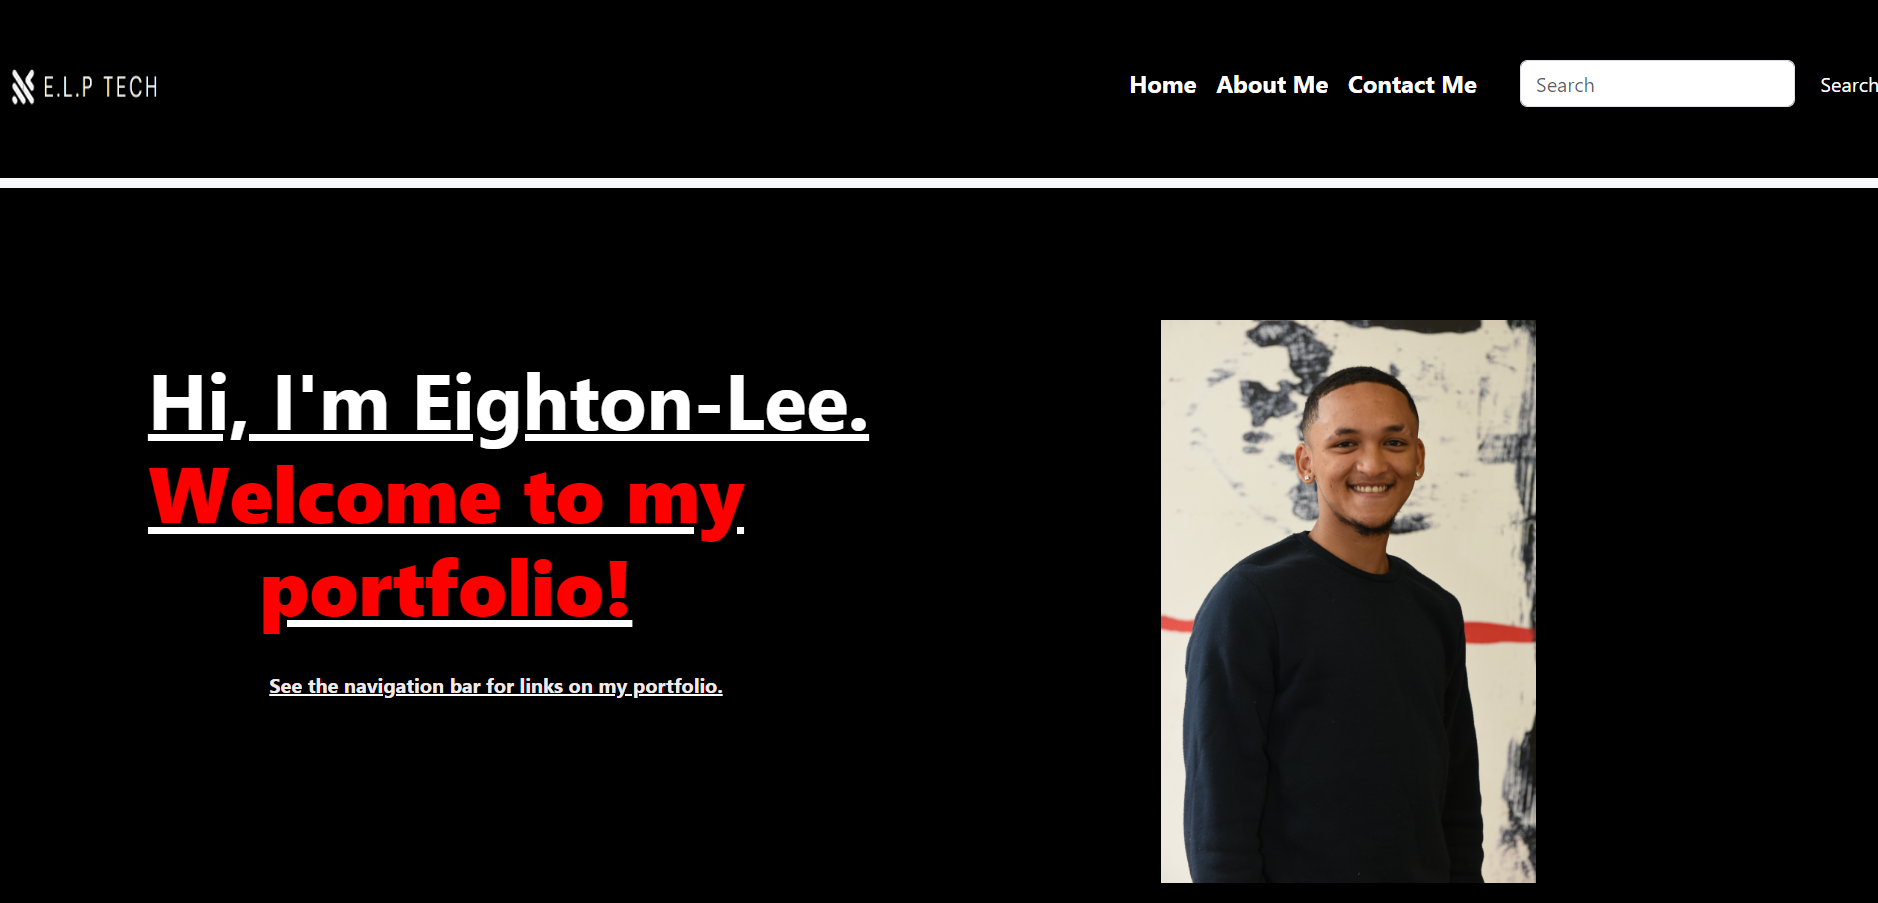 E.L.P TECH
Home About Me Contact Me Search Search
Hi, I'm Eighton-Lee.
Welcome to my
portfolio!
See the navigation bar for links on my portfolio.